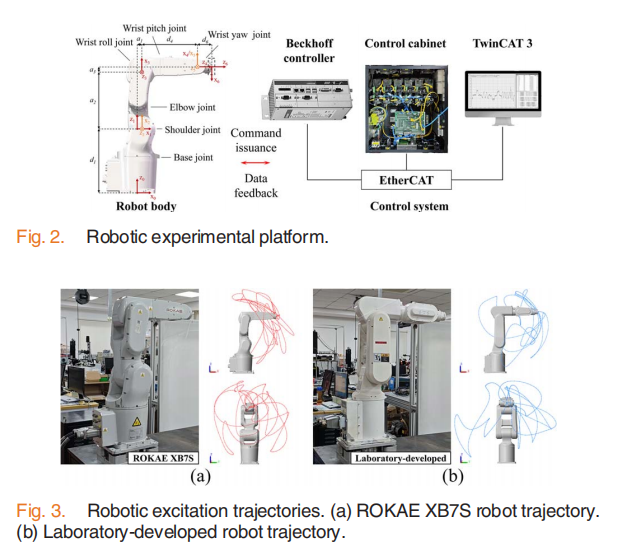 Wrist pitch joint
Wrist roll joint
Wrist yaw joint
Elbow joint
Shoulder joint
Base joint
Robot body
Command
issuance
Data
feedback
Beckhoff
controller
Control cabinet
TwinCAT 3
EtherCAT
Control system
Fig. 2. Robotic experimental platform.
ROKAE
ROKAE XB7S
Laboratory-developed
(a)
(b)
Fig. 3. Robotic excitation trajectories. (a) ROKAE XB7S robot trajectory.
(b) Laboratory-developed robot trajectory.